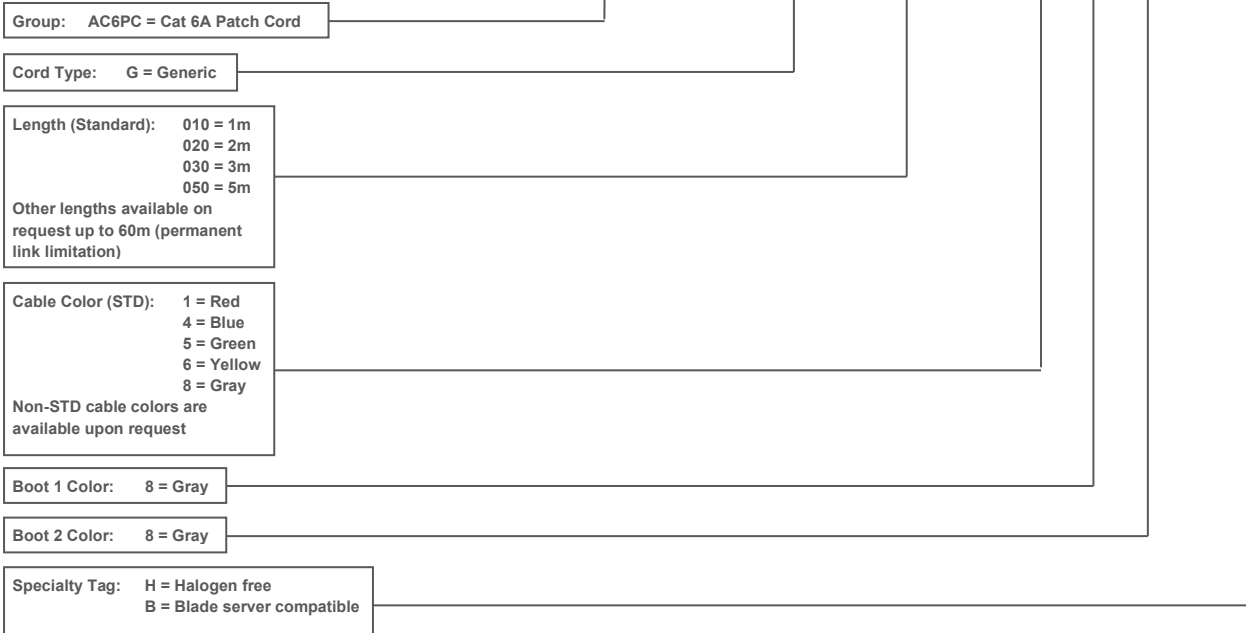 Group: AC6PC = Cat 6A Patch Cord
Cord Type: G = Generic
Length (Standard): 010 = 1m
020 = 2m
030 = 3m
050 = 5m
Other lengths available on
request up to 60m (permanent
link limitation)
Cable Color (STD): 1 = Red
4 = Blue
5 = Green
6 = Yellow
8 = Gray
Non-STD cable colors are
available upon request
Boot 1 Color: 8 = Gray
Boot 2 Color: 8 = Gray
Specialty Tag: H = Halogen free
B = Blade server compatible